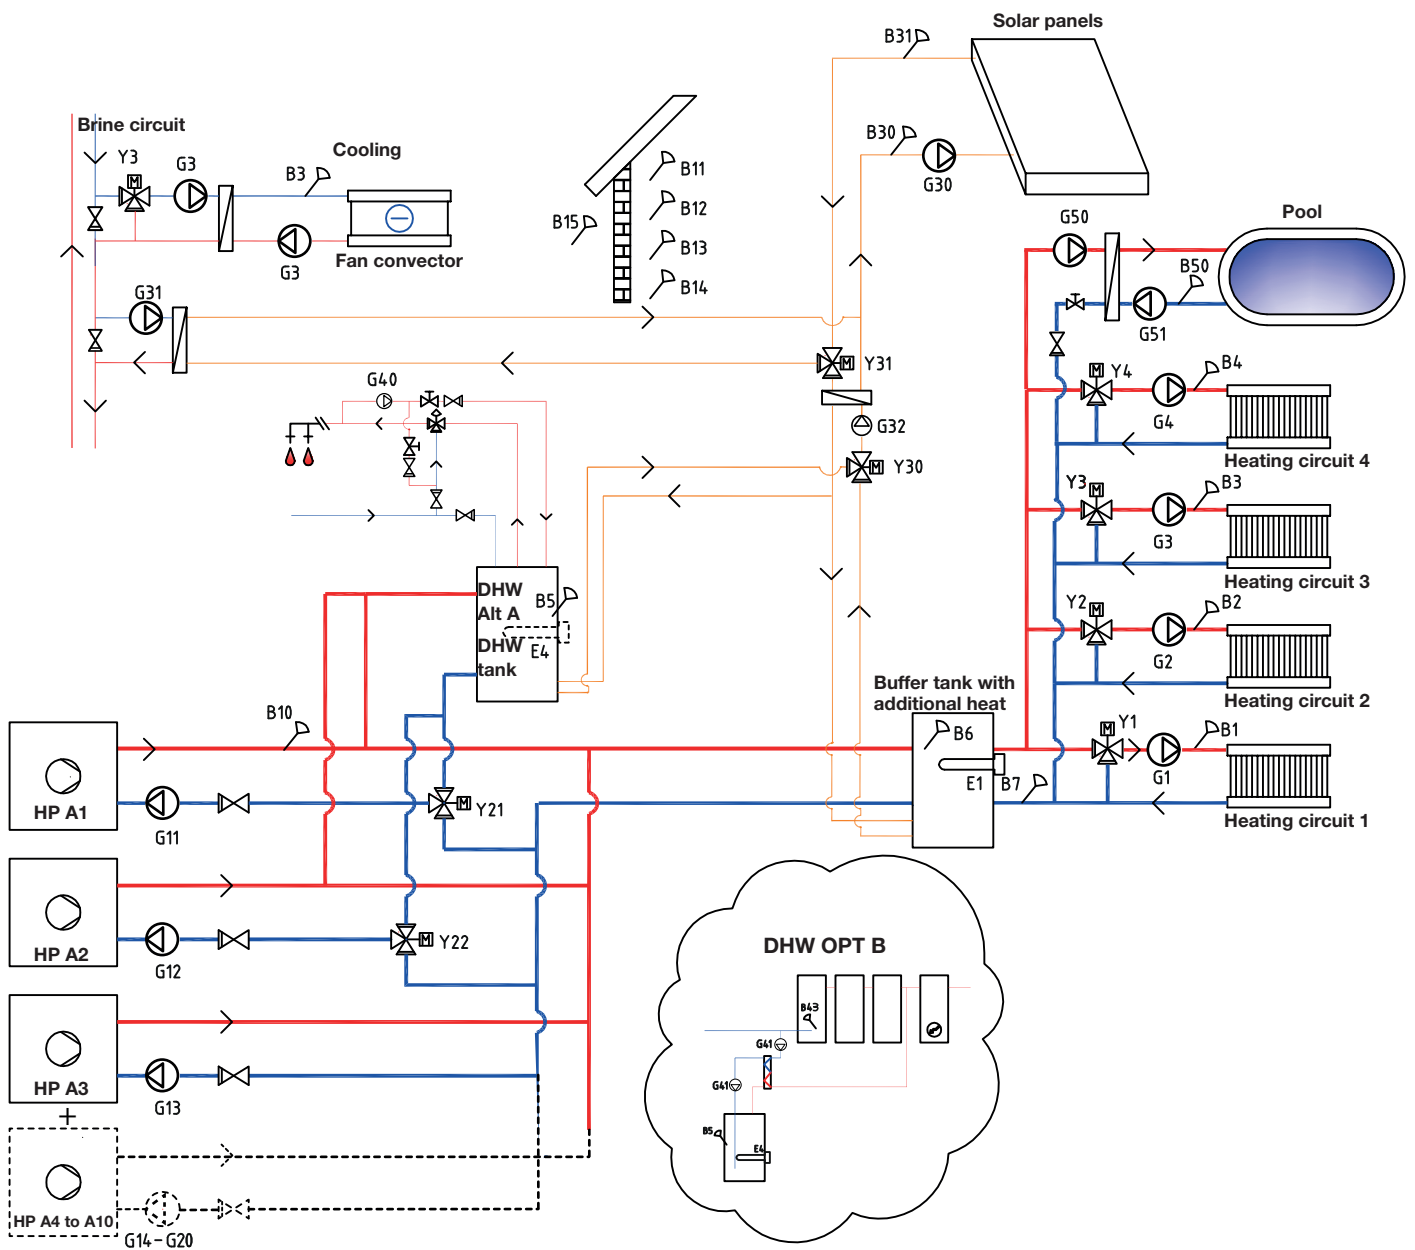 Solar panels
B31
B30
G30
Brine circuit
Y3
M
G3
B3
Cooling
G3
Fan convector
B15
B11
B12
B13
B14
G31
G50
Pool
B50
G51
M
Y31
G40
G32
M
Y30
M
Y4
G4
B4
Heating circuit 4
Y3
M
G3
B3
Heating circuit 3
Y2
M
G2
B2
Heating circuit 2
M
Y1
G1
B1
Heating circuit 1
DHW
Alt A
B5
DHW
E4
tank
Buffer tank with
additional heat
B6
E1
B7
B10
HP A1
G11
M
Y21
HP A2
G12
M
Y22
HP A3
G13
+
HP A4 to A10
G14-G20
DHW OPT B
B43
G41
G41
B5
E4